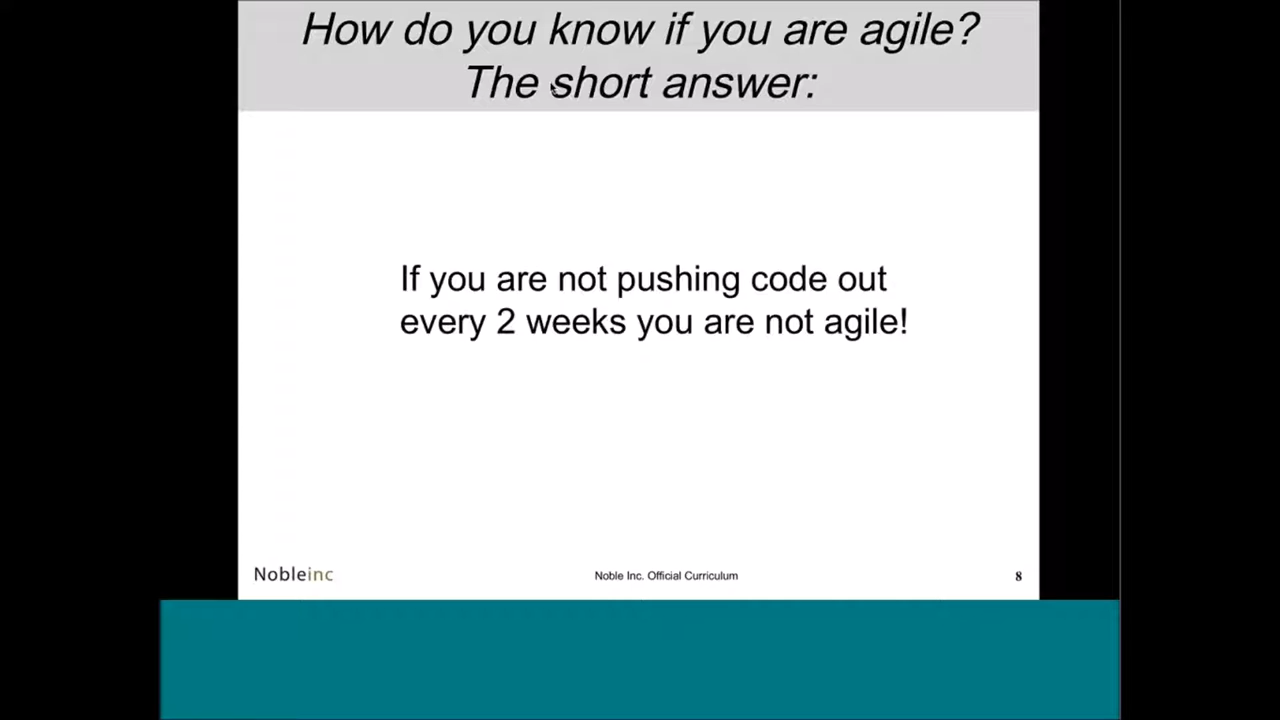 How do you know if you are agile?
The short answer:
If you are not pushing code out
every 2 weeks you are not agile!
Nobleinc
Noble Inc. Official Curriculum
8